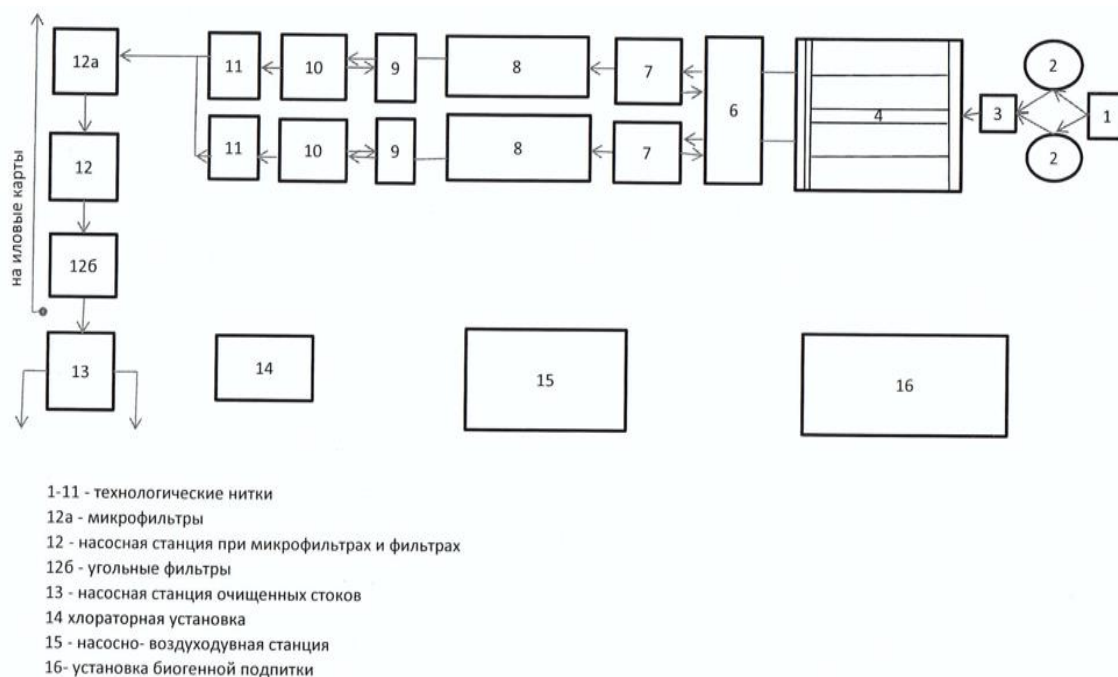 12а
11
10
9
8
7
6
4
3
2
1
2
11
10
9
8
7
12
12б
на иловые карты
13
14
15
16
1-11 - технологические нитки
12а - микрофильтры
12 - насосная станция при микрофильтрах и фильтрах
12б - угольные фильтры
13 - насосная станция очищенных стоков
14 хлораторная установка
15 - насосно- воздуходувная станция
16- установка биогенной подпитки